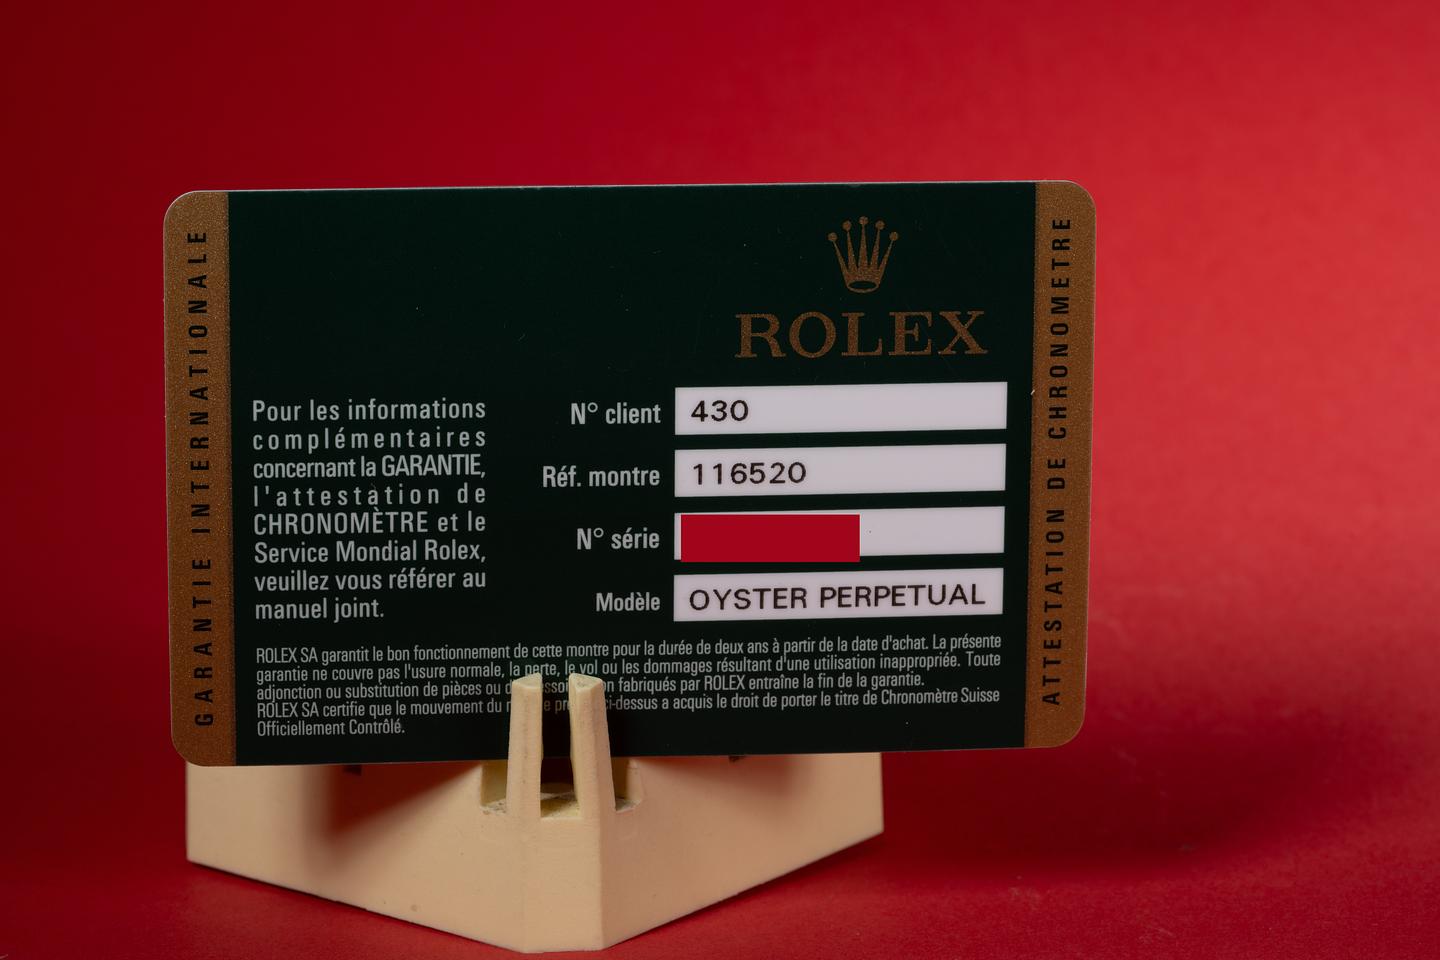 GARANTIE INTERNATIONALE
ROLEX
Pour les informations
complémentaires
concernant la GARANTIE,
l'attestation de
CHRONOMÈTRE et le
Service Mondial Rolex,
veuillez vous référer au
manuel joint.
N° client 430
Réf. montre 116520
N° série
Modèle OYSTER PERPETUAL
ROLEX SA garantit le bon fonctionnement de cette montre pour la durée de deux ans à partir de la date d'achat. La présente
garantie ne couvre pas l'usure normale, la perte, le vol ou les dommages résultant d'une utilisation inappropriée. Toute
adjonction ou substitution de pièces ou fabriqués par ROLEX entraîne la fin de la garantie.
ROLEX SA certifie que le mouvement du ci-dessus a acquis le droit de porter le titre de Chronomètre Suisse
Officiellement Contrôlé.
ATTESTATION DE CHRONOMETRE